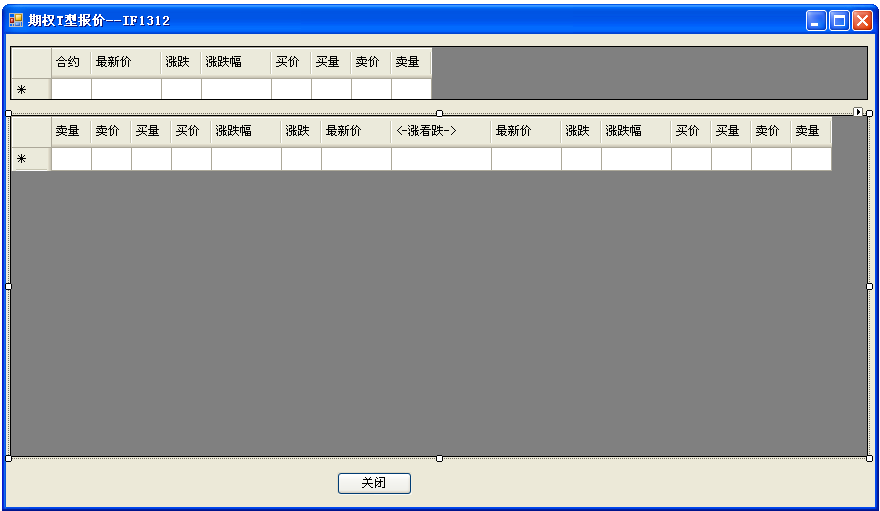 期权T型报价--IF1312
合约 最新价 涨跌 涨跌幅 买价 买量 卖价 卖量
*
卖量 卖价 买量 买价 涨跌幅 涨跌 最新价 <-涨看跌-> 最新价 涨跌 涨跌幅 买价 买量 卖价 卖量
*
关闭